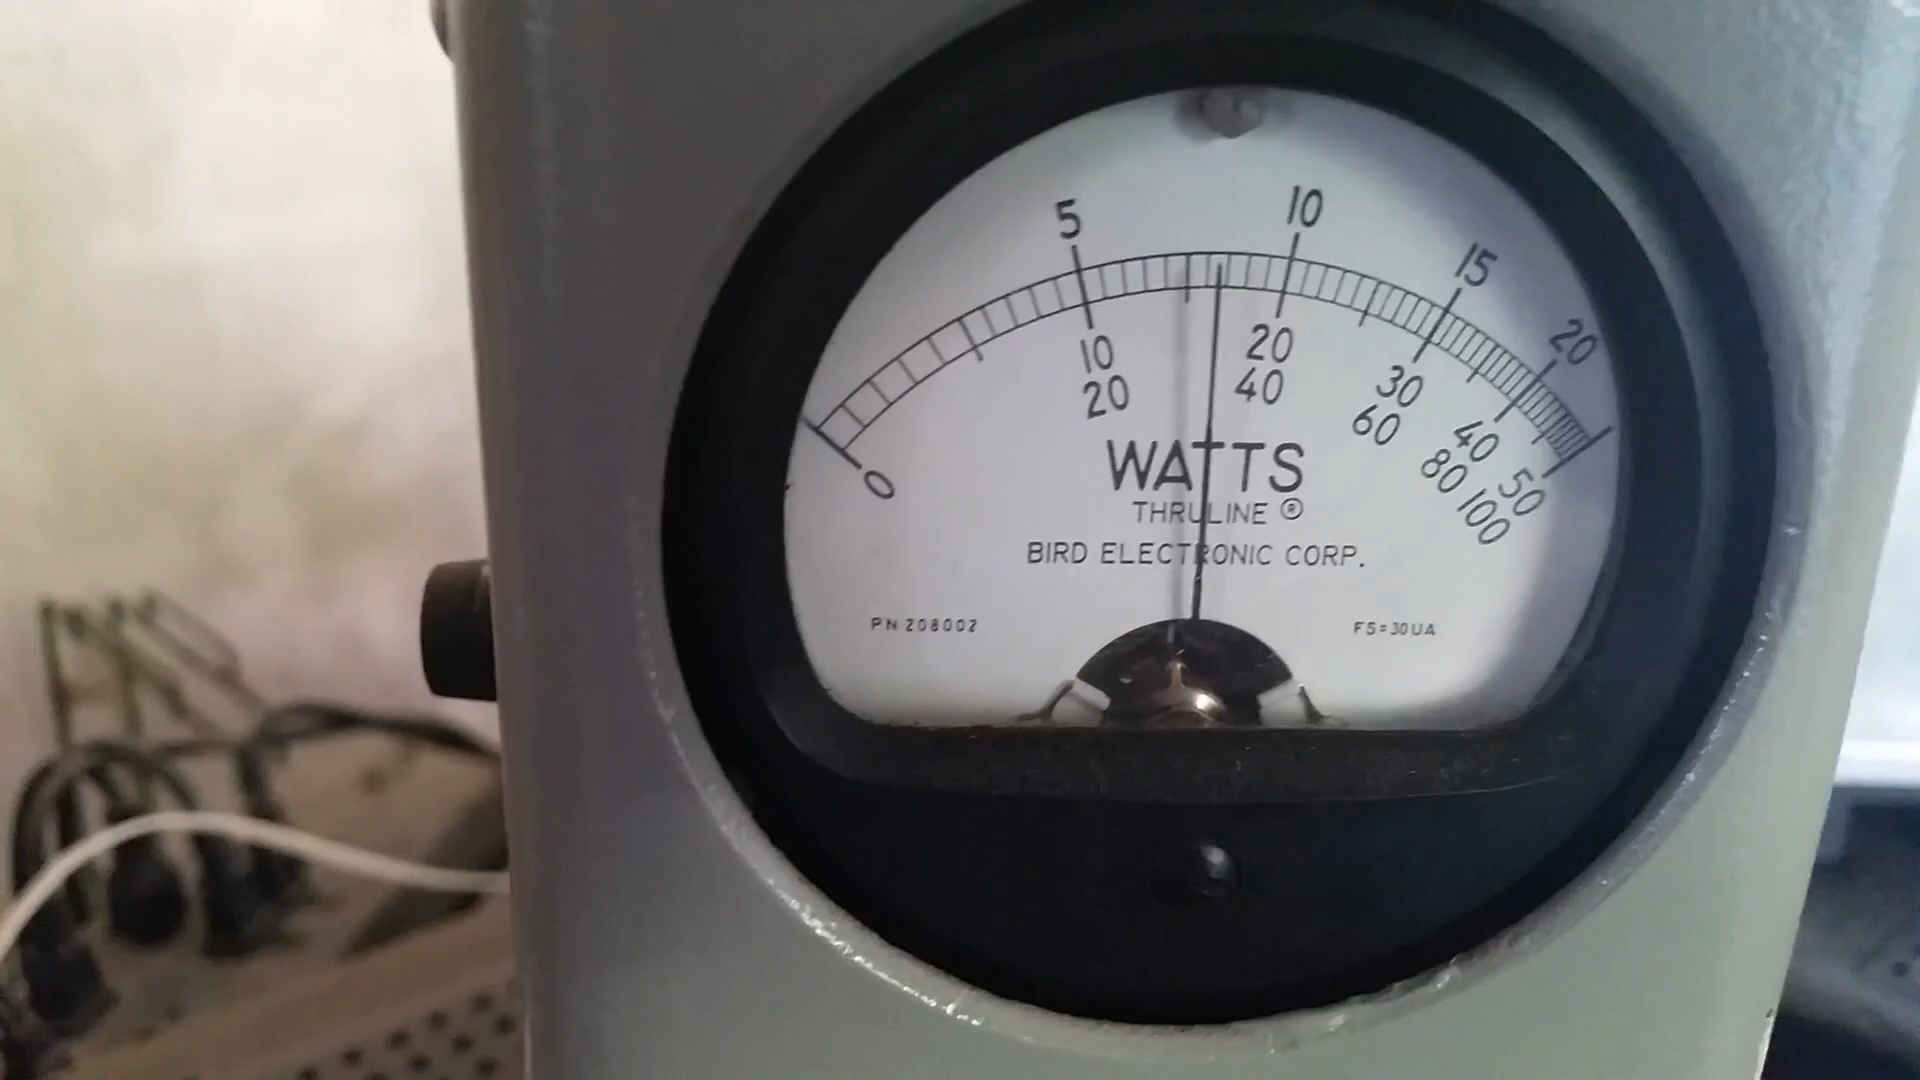 5 10 15 20
0 10 20 30 40 50
20 40 60 80 100
WATTS
THRULINE ®
BIRD ELECTRONIC CORP.
PN 208002 FS=30UA